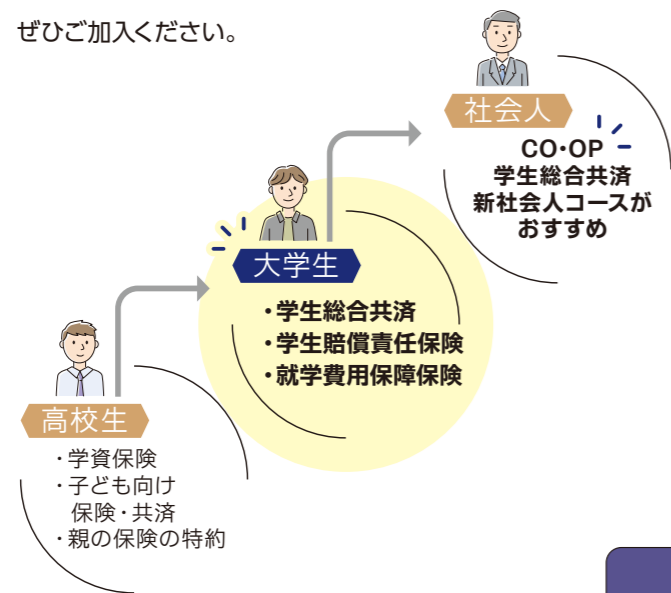 ぜひご加入ください。
社会人
CO・OP
学生総合共済
新社会人コースが
おすすめ
大学生
・学生総合共済
・学生賠償責任保険
・就学費用保障保険
高校生
・学資保険
・子ども向け
保険・共済
・親の保険の特約